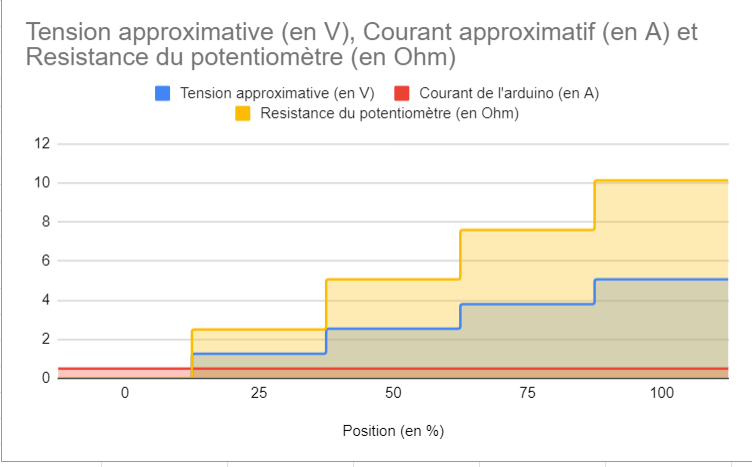 Tension approximative (en V), Courant approximatif (en A) et
Resistance du potentiomètre (en Ohm)
Tension approximative (en V) Courant de l'arduino (en A)
Resistance du potentiomètre (en Ohm)
12
10
8
6
4
2
0
0 25 50 75 100
Position (en %)